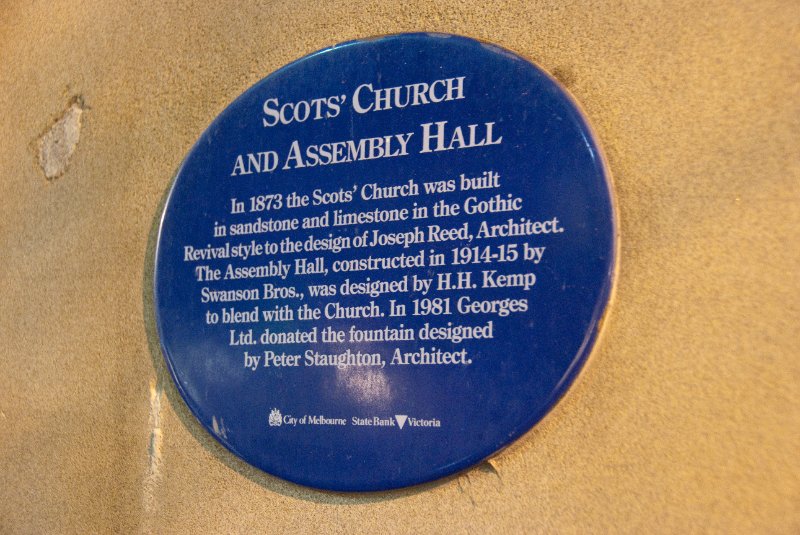 SCOTS' CHURCH
AND ASSEMBLY HALL
In 1873 the Scots' Church was built
in sandstone and limestone in the Gothic
Revival style to the design of Joseph Reed, Architect.
The Assembly Hall, constructed in 1914-15 by
Swanson Bros., was designed by H.H. Kemp
to blend with the Church. In 1981 Georges
Ltd. donated the fountain designed
by Peter Staughton, Architect.
City of Melbourne State Bank Victoria